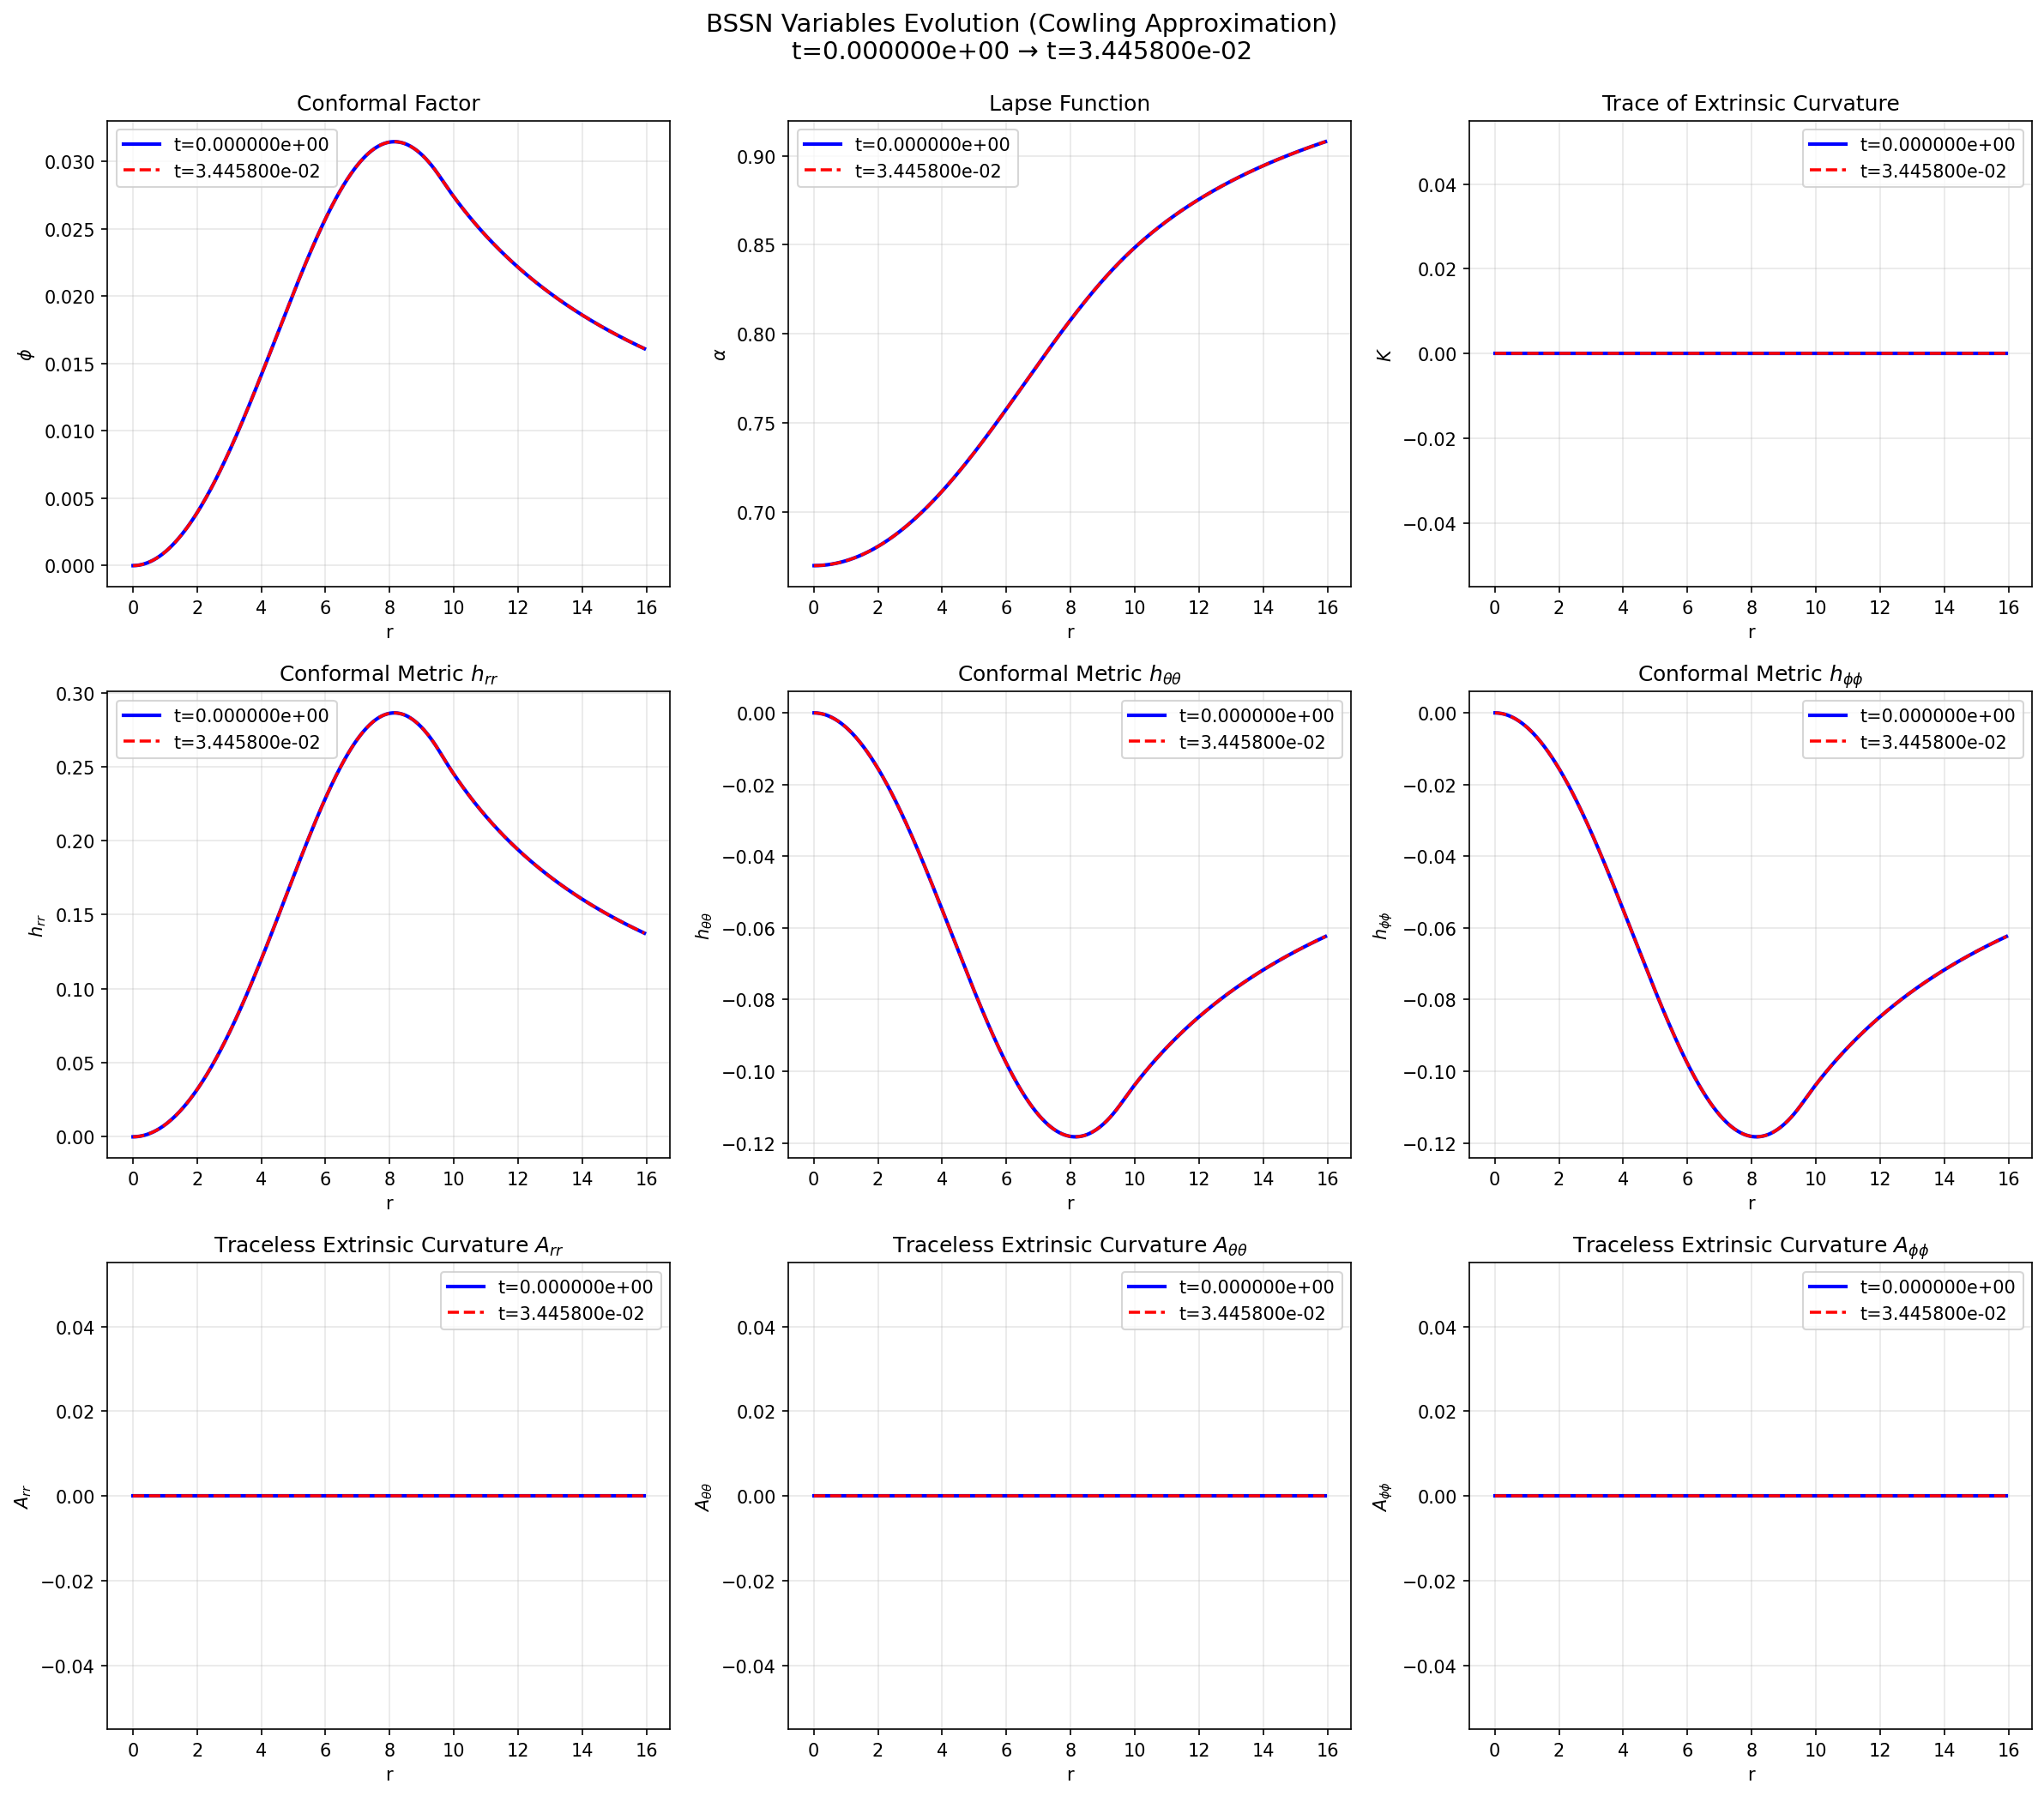 BSSN Variables Evolution (Cowling Approximation)
t=0.000000e+00 → t=3.445800e-02
Conformal Factor
t=0.000000e+00
t=3.445800e-02
ϕ
0.030
0.025
0.020
0.015
0.010
0.005
0.000
0 2 4 6 8 10 12 14 16
r
Lapse Function
t=0.000000e+00
t=3.445800e-02
α
0.90
0.85
0.80
0.75
0.70
0 2 4 6 8 10 12 14 16
r
Trace of Extrinsic Curvature
t=0.000000e+00
t=3.445800e-02
K
0.04
0.02
0.00
−0.02
−0.04
0 2 4 6 8 10 12 14 16
r
Conformal Metric h_rr
t=0.000000e+00
t=3.445800e-02
h_rr
0.30
0.25
0.20
0.15
0.10
0.05
0.00
0 2 4 6 8 10 12 14 16
r
Conformal Metric h_θθ
t=0.000000e+00
t=3.445800e-02
h_θθ
0.00
−0.02
−0.04
−0.06
−0.08
−0.10
−0.12
0 2 4 6 8 10 12 14 16
r
Conformal Metric h_ϕϕ
t=0.000000e+00
t=3.445800e-02
h_ϕϕ
0.00
−0.02
−0.04
−0.06
−0.08
−0.10
−0.12
0 2 4 6 8 10 12 14 16
r
Traceless Extrinsic Curvature A_rr
t=0.000000e+00
t=3.445800e-02
A_rr
0.04
0.02
0.00
−0.02
−0.04
0 2 4 6 8 10 12 14 16
r
Traceless Extrinsic Curvature A_θθ
t=0.000000e+00
t=3.445800e-02
A_θθ
0.04
0.02
0.00
−0.02
−0.04
0 2 4 6 8 10 12 14 16
r
Traceless Extrinsic Curvature A_ϕϕ
t=0.000000e+00
t=3.445800e-02
A_ϕϕ
0.04
0.02
0.00
−0.02
−0.04
0 2 4 6 8 10 12 14 16
r